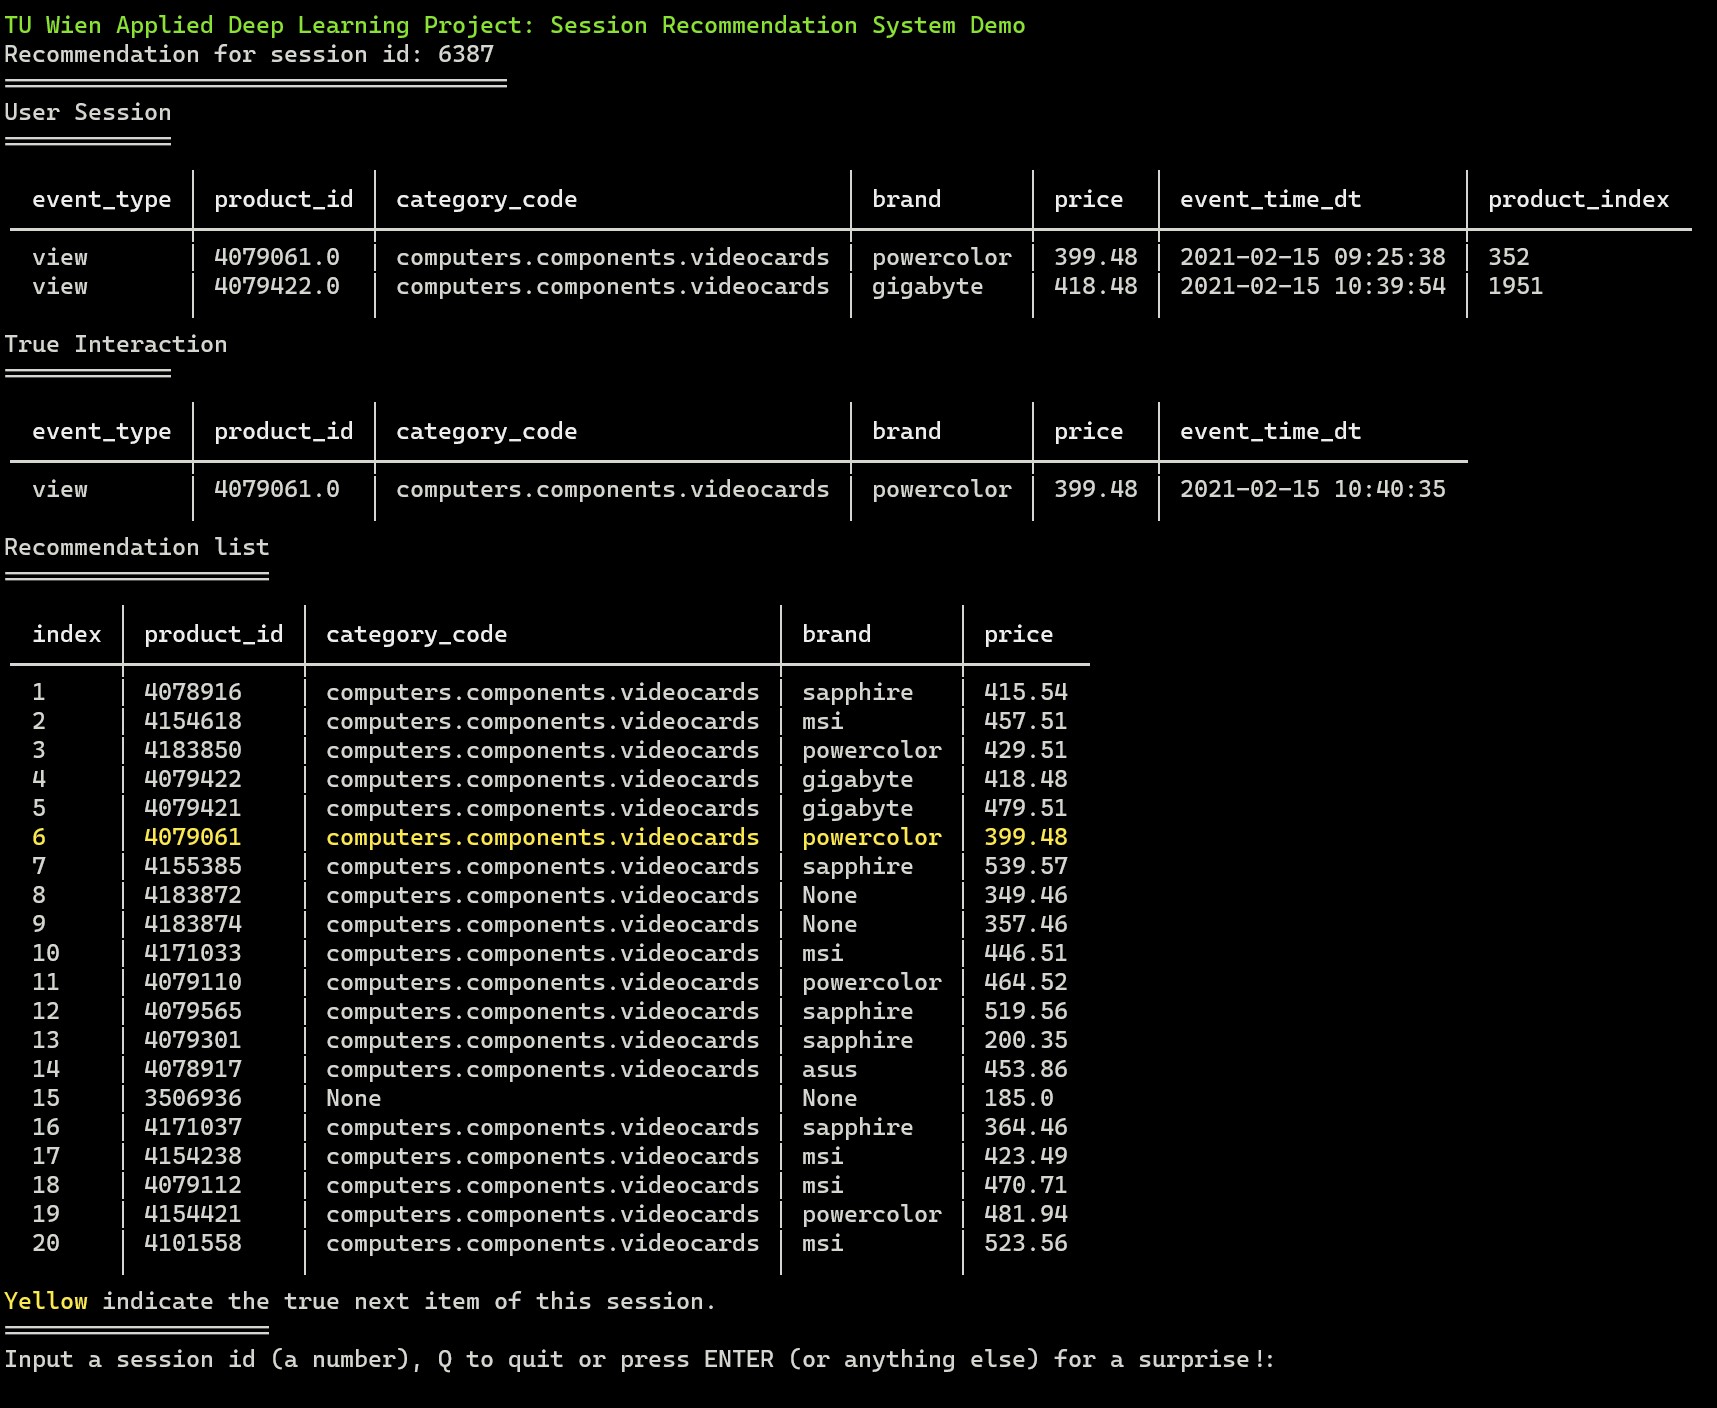 TU Wien Applied Deep Learning Project: Session Recommendation System Demo
Recommendation for session id: 6387
User Session
event_type product_id category_code brand price event_time_dt product_index
view 4079061.0 computers.components.videocards powercolor 399.48 2021-02-15 09:25:38 352
view 4079422.0 computers.components.videocards gigabyte 418.48 2021-02-15 10:39:54 1951
True Interaction
event_type product_id category_code brand price event_time_dt
view 4079061.0 computers.components.videocards powercolor 399.48 2021-02-15 10:40:35
Recommendation list
index product_id category_code brand price
1 4078916 computers.components.videocards sapphire 415.54
2 4154618 computers.components.videocards msi 457.51
3 4183850 computers.components.videocards powercolor 429.51
4 4079422 computers.components.videocards gigabyte 418.48
5 4079421 computers.components.videocards gigabyte 479.51
6 4079061 computers.components.videocards powercolor 399.48
7 4155385 computers.components.videocards sapphire 539.57
8 4183872 computers.components.videocards None 349.46
9 4183874 computers.components.videocards None 357.46
10 4171033 computers.components.videocards msi 446.51
11 4079110 computers.components.videocards powercolor 464.52
12 4079565 computers.components.videocards sapphire 519.56
13 4079301 computers.components.videocards sapphire 200.35
14 4078917 computers.components.videocards asus 453.86
15 3506936 None None 185.0
16 4171037 computers.components.videocards sapphire 364.46
17 4154238 computers.components.videocards msi 423.49
18 4079112 computers.components.videocards msi 470.71
19 4154421 computers.components.videocards powercolor 481.94
20 4101558 computers.components.videocards msi 523.56
Yellow indicate the true next item of this session.
Input a session id (a number), Q to quit or press ENTER (or anything else) for a surprise!: